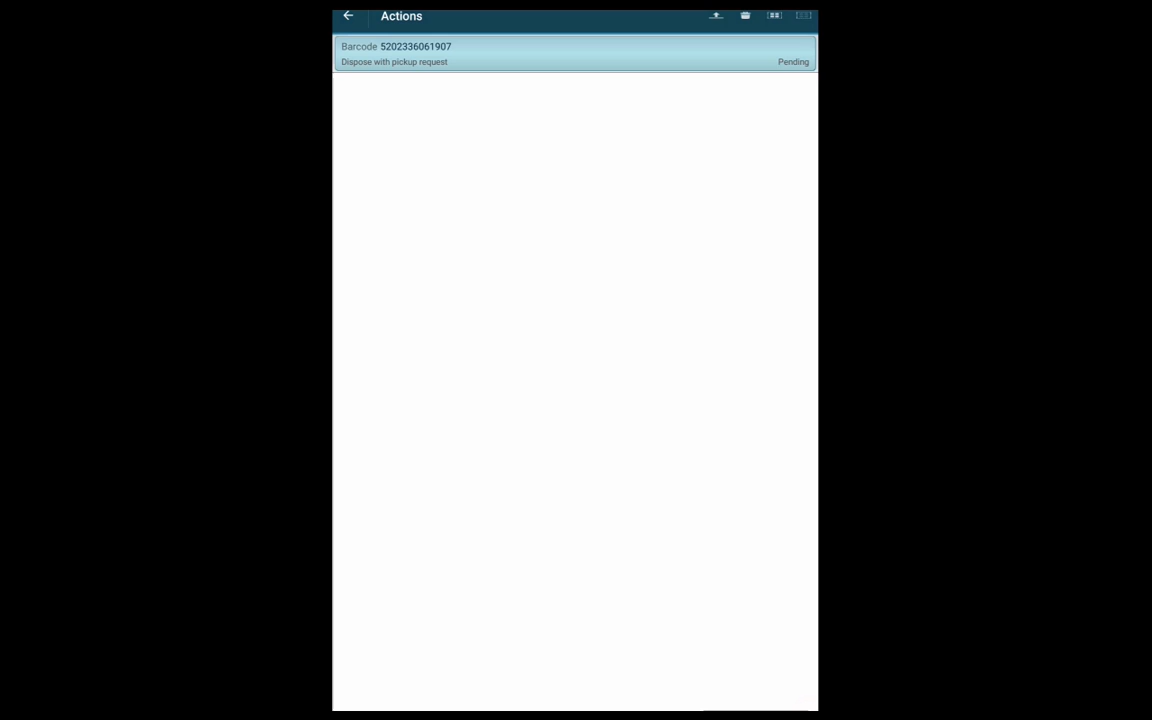 Actions
Barcode 5202336061907
Dispose with pickup request
Pending